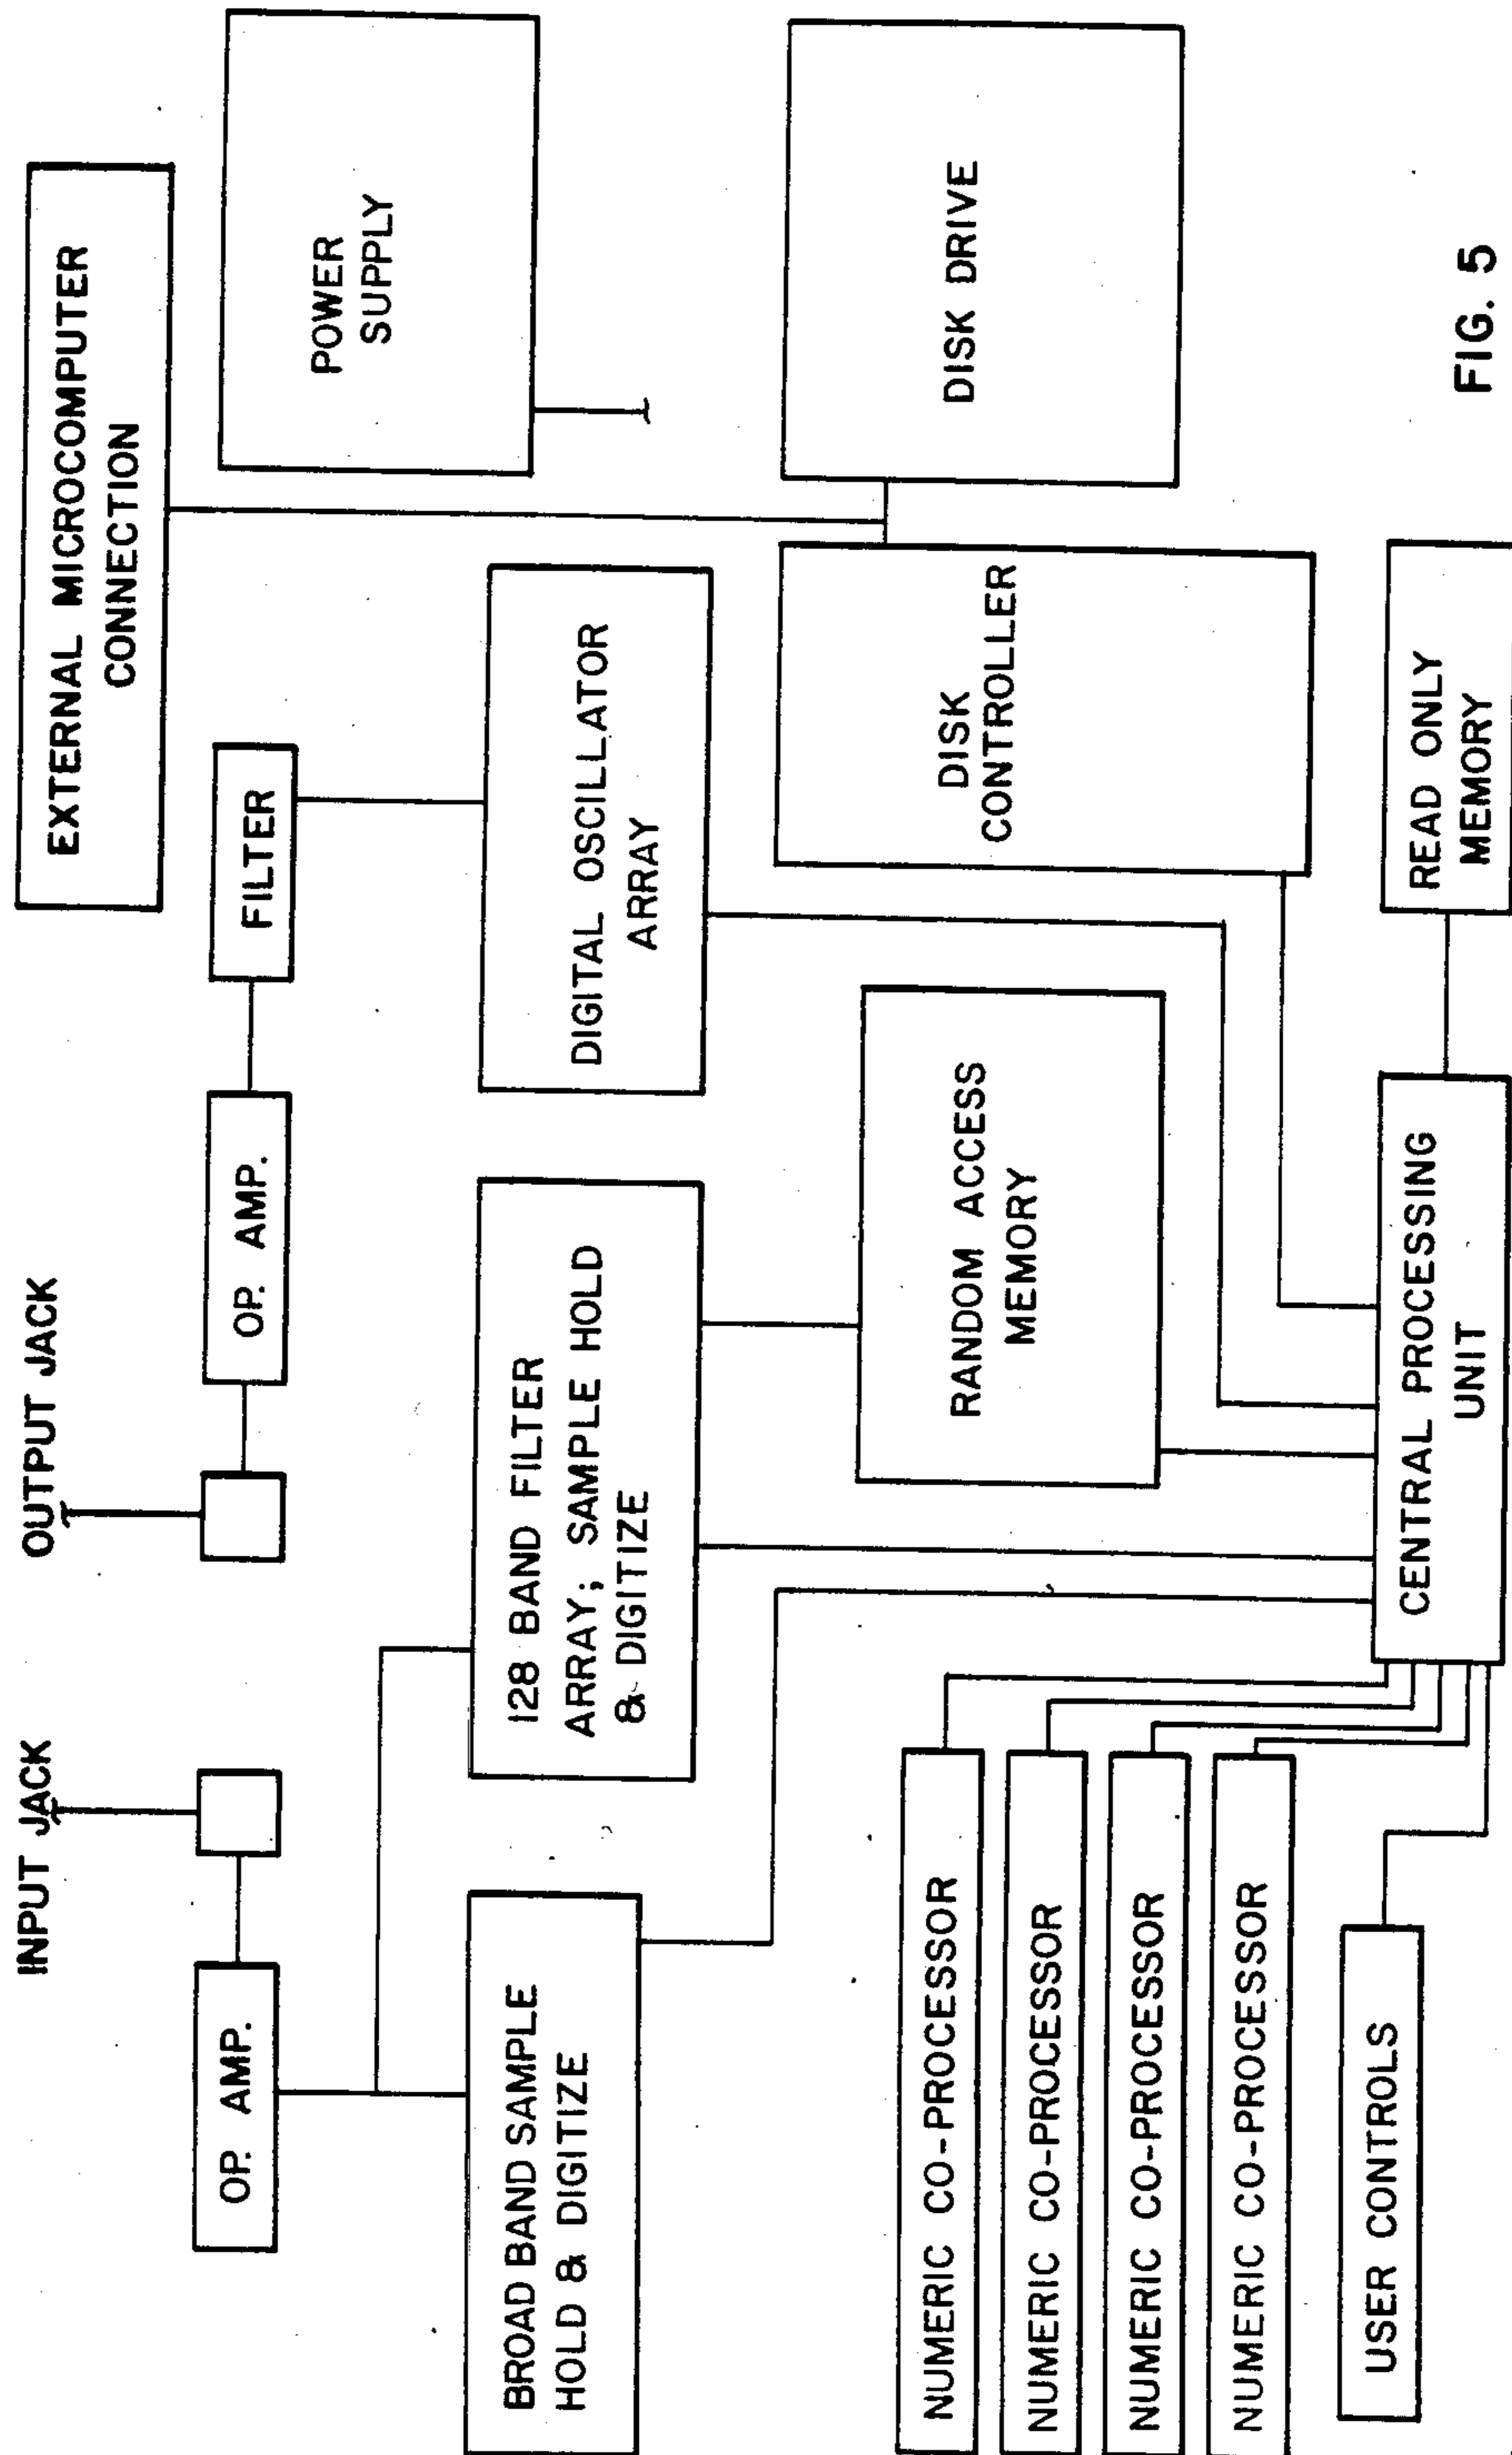 INPUT JACK
OUTPUT JACK
EXTERNAL MICROCOMPUTER
CONNECTION
OP. AMP.
OP. AMP.
FILTER
POWER
SUPPLY
BROAD BAND SAMPLE
HOLD & DIGITIZE
128 BAND FILTER
ARRAY; SAMPLE HOLD
& DIGITIZE
DIGITAL OSCILLATOR
ARRAY
RANDOM ACCESS
MEMORY
DISK
CONTROLLER
DISK DRIVE
NUMERIC CO-PROCESSOR
NUMERIC CO-PROCESSOR
NUMERIC CO-PROCESSOR
NUMERIC CO-PROCESSOR
USER CONTROLS
CENTRAL PROCESSING
UNIT
READ ONLY
MEMORY
FIG. 5